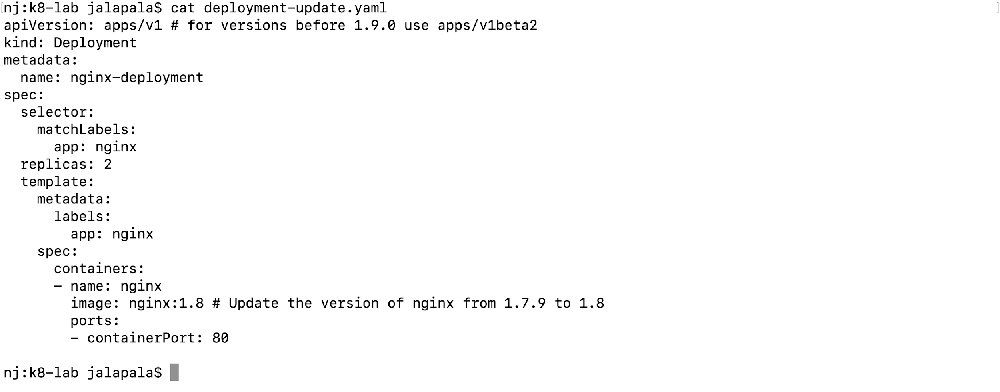 nj:k8-lab jalapala$ cat deployment-update.yaml
apiVersion: apps/v1 # for versions before 1.9.0 use apps/v1beta2
kind: Deployment
metadata:
  name: nginx-deployment
spec:
  selector:
    matchLabels:
      app: nginx
  replicas: 2
  template:
    metadata:
      labels:
        app: nginx
    spec:
      containers:
      - name: nginx
        image: nginx:1.8 # Update the version of nginx from 1.7.9 to 1.8
        ports:
        - containerPort: 80

nj:k8-lab jalapala$